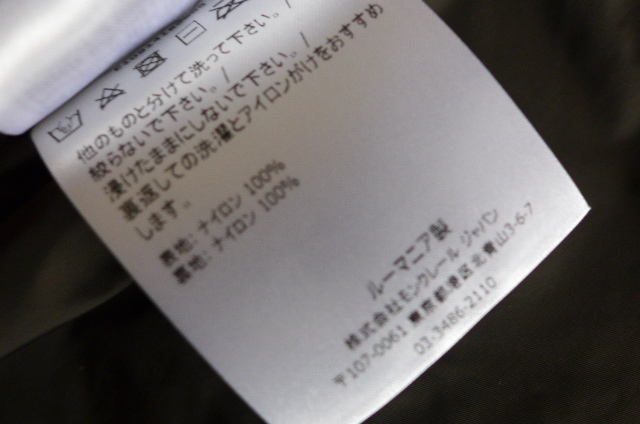 他のものと分けて洗って下さい。/
絞らないで下さい。/
浸けたままにしないで下さい。/
裏返しての洗濯とアイロンがけをおすすめ
します。
表地: ナイロン 100%
裏地: ナイロン 100%
ルーマニア製
株式会社モンクレール ジャパン
〒107-0061 東京都港区北青山3-6-7
03-3486-2110